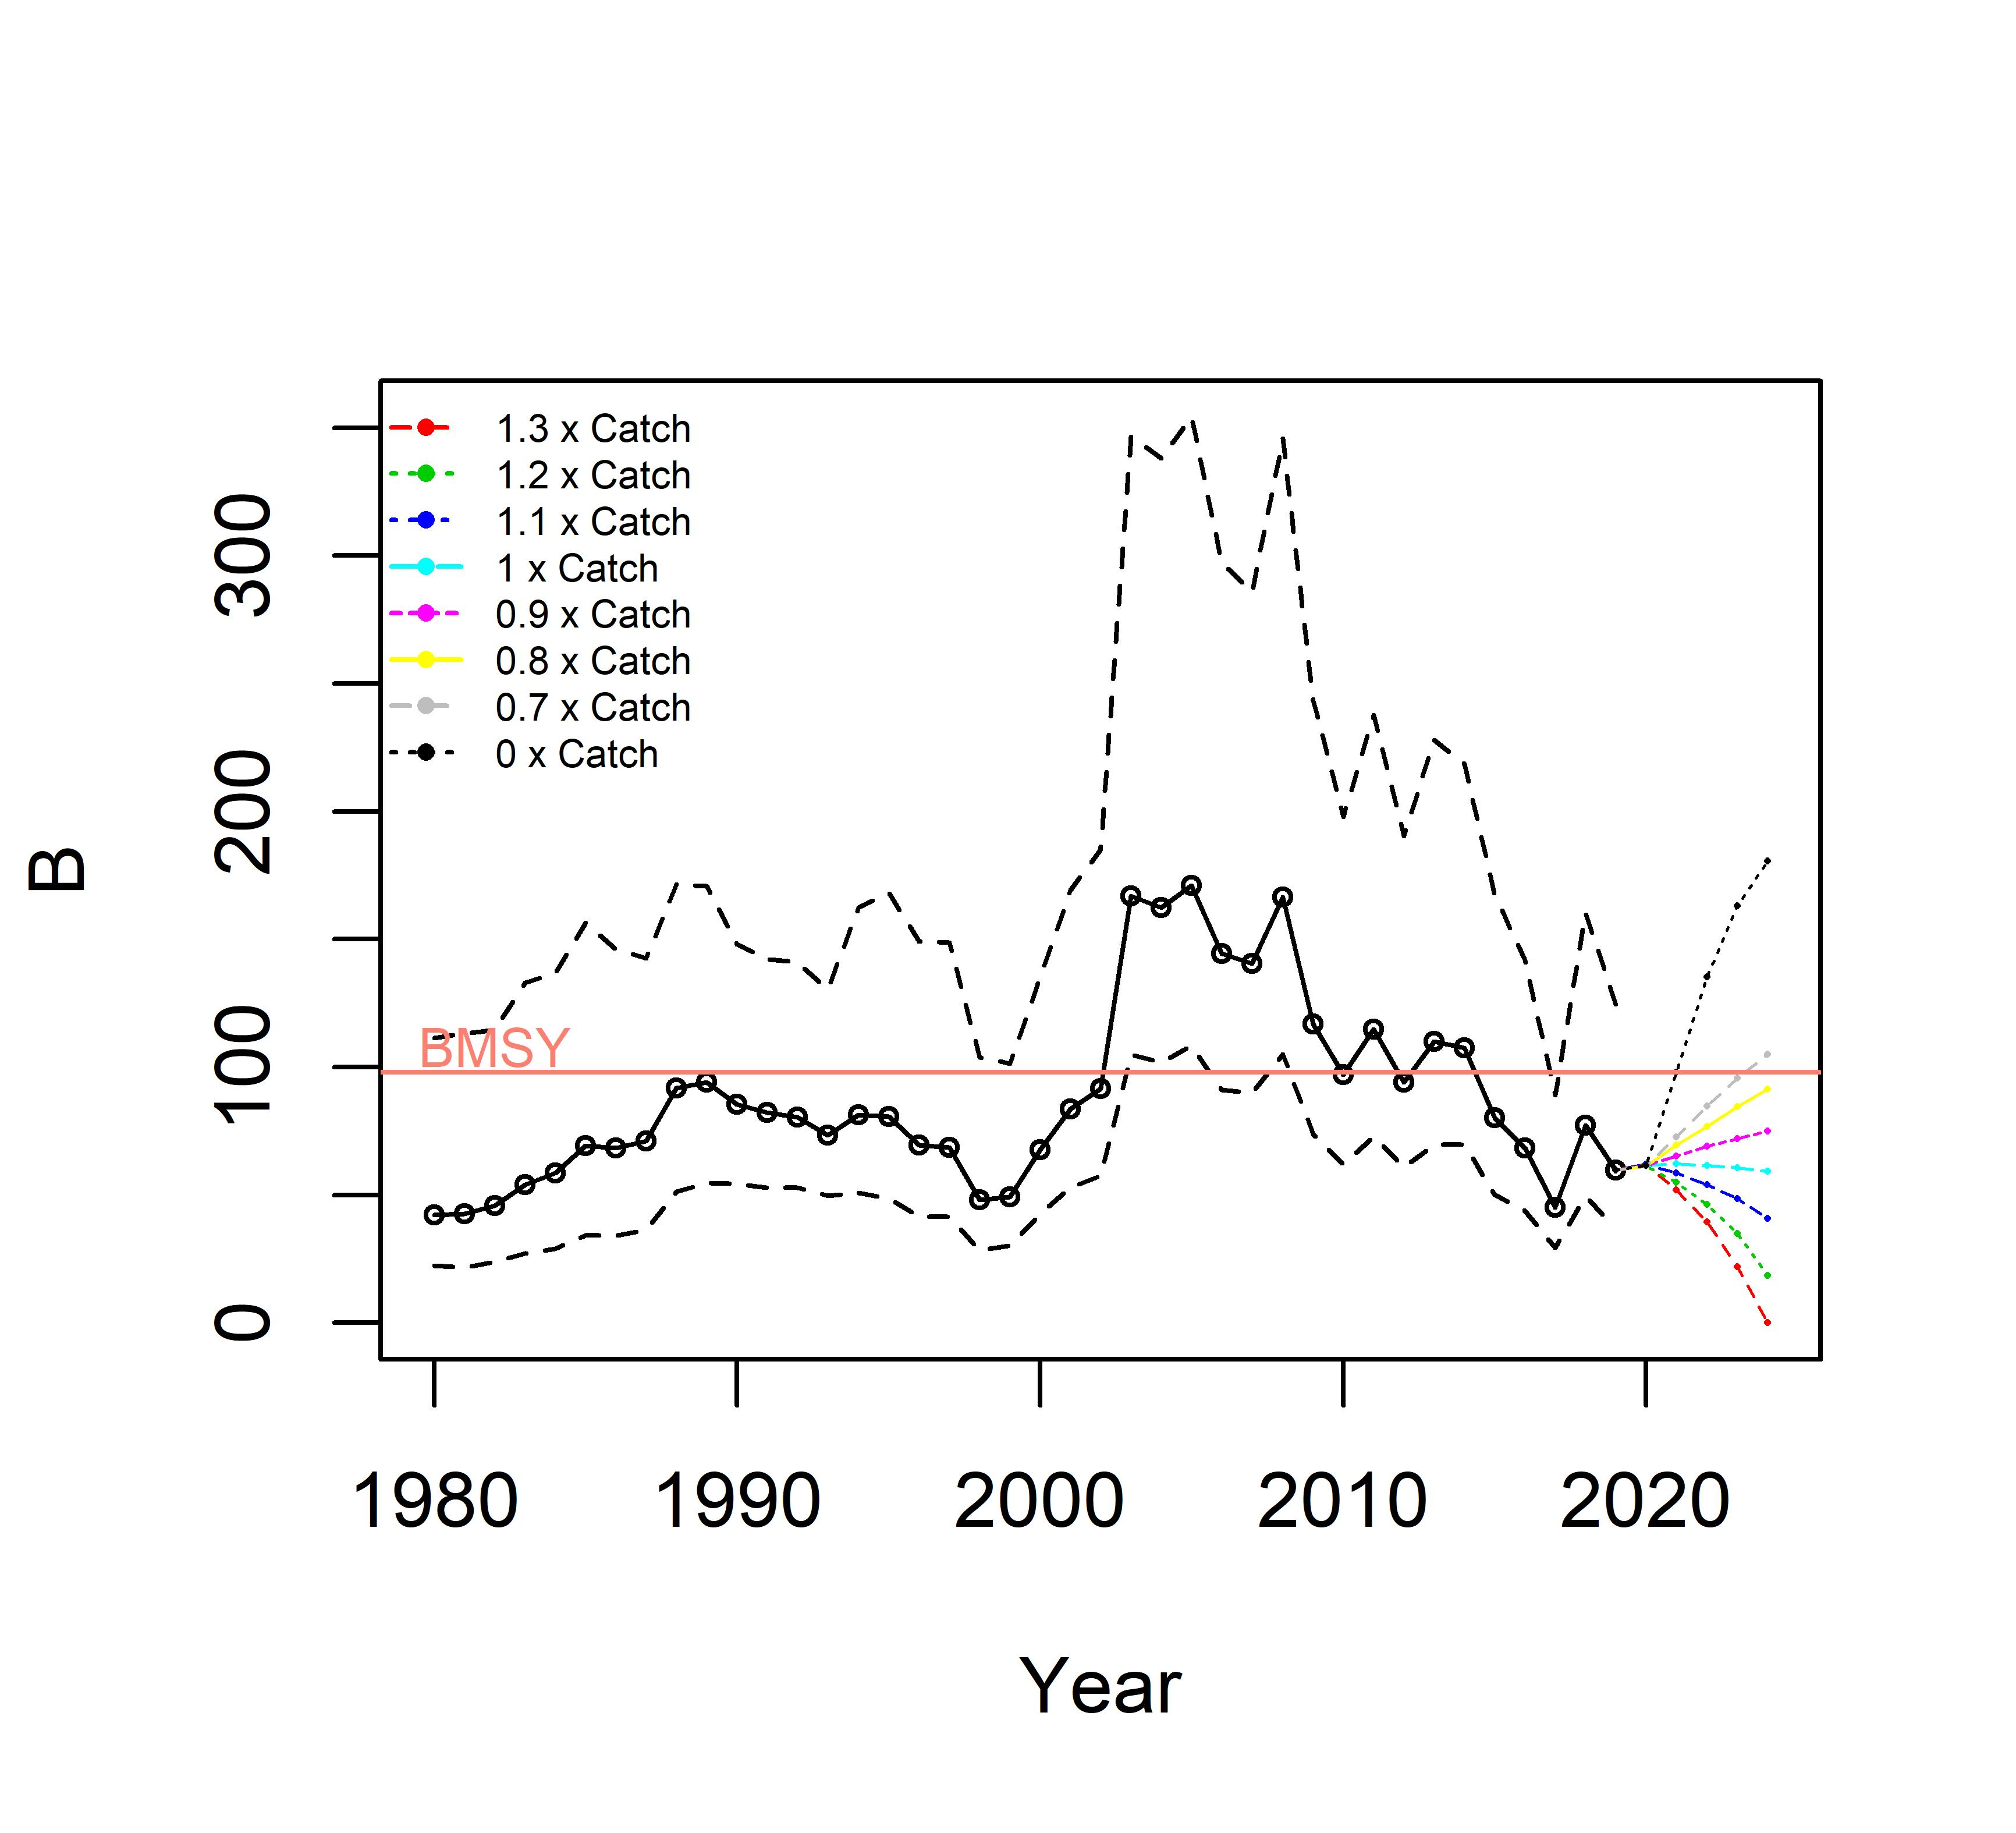 1.3 x Catch
1.2 x Catch
1.1 x Catch
1 x Catch
0.9 x Catch
0.8 x Catch
0.7 x Catch
0 x Catch
300
200
100
0
B
BMSY
1980 1990 2000 2010 2020
Year